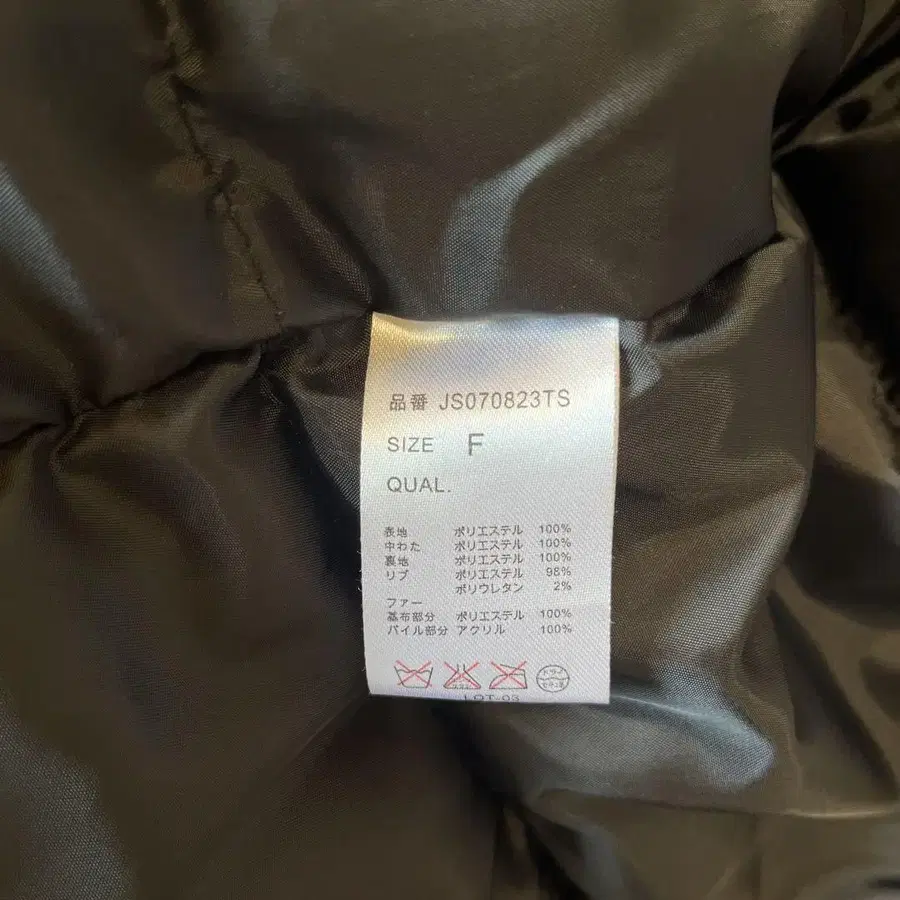 品番 JS070823TS
SIZE F
QUAL.
表地 ポリエステル 100%
中わた ポリエステル 100%
裏地 ポリエステル 100%
リブ ポリエステル 98%
ポリウレタン 2%
ファー
基布部分 ポリエステル 100%
パイル部分 アクリル 100%
LOT-03